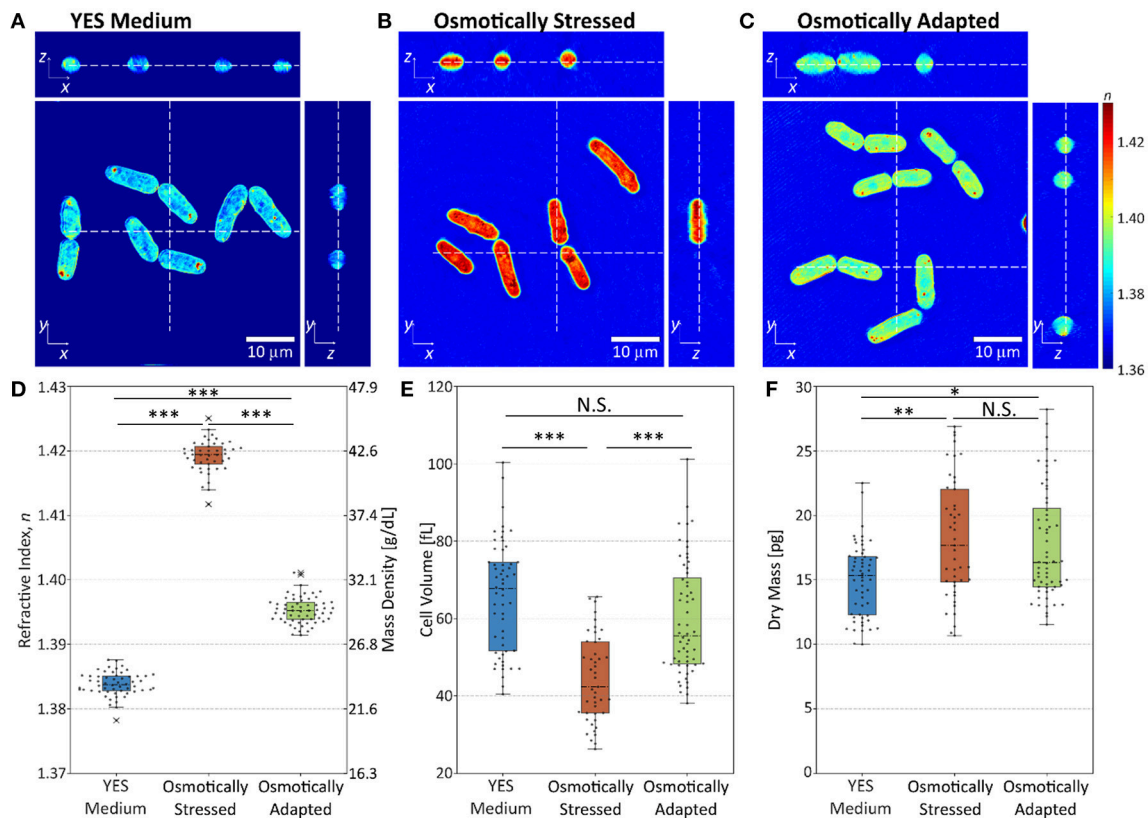 A YES Medium
B Osmotically Stressed
C Osmotically Adapted
z
x
z
x
z
x
n
1.42
1.40
1.38
1.36
y
x
10 µm
y
z
y
x
10 µm
y
z
y
x
10 µm
y
z
D
1.43
1.42
1.41
1.40
1.39
1.38
1.37
Refractive Index, n
***
***
***
47.9
42.6
37.4
32.1
26.8
21.6
16.3
Mass Density [g/dL]
YES Medium
Osmotically Stressed
Osmotically Adapted
E
120
100
80
60
40
20
Cell Volume [fL]
N.S.
***
***
YES Medium
Osmotically Stressed
Osmotically Adapted
F
30
25
20
15
10
5
0
Dry Mass [pg]
*
**
N.S.
YES Medium
Osmotically Stressed
Osmotically Adapted